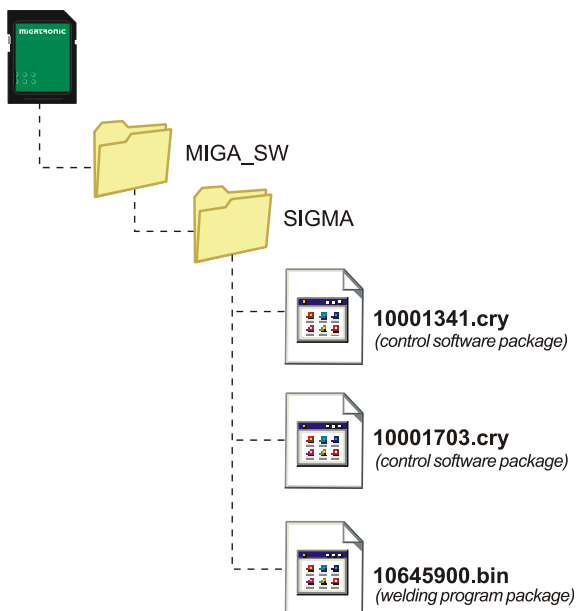 MIGATRONIC
MIGA_SW
SIGMA
10001341.cry
(control software package)
10001703.cry
(control software package)
10645900.bin
(welding program package)